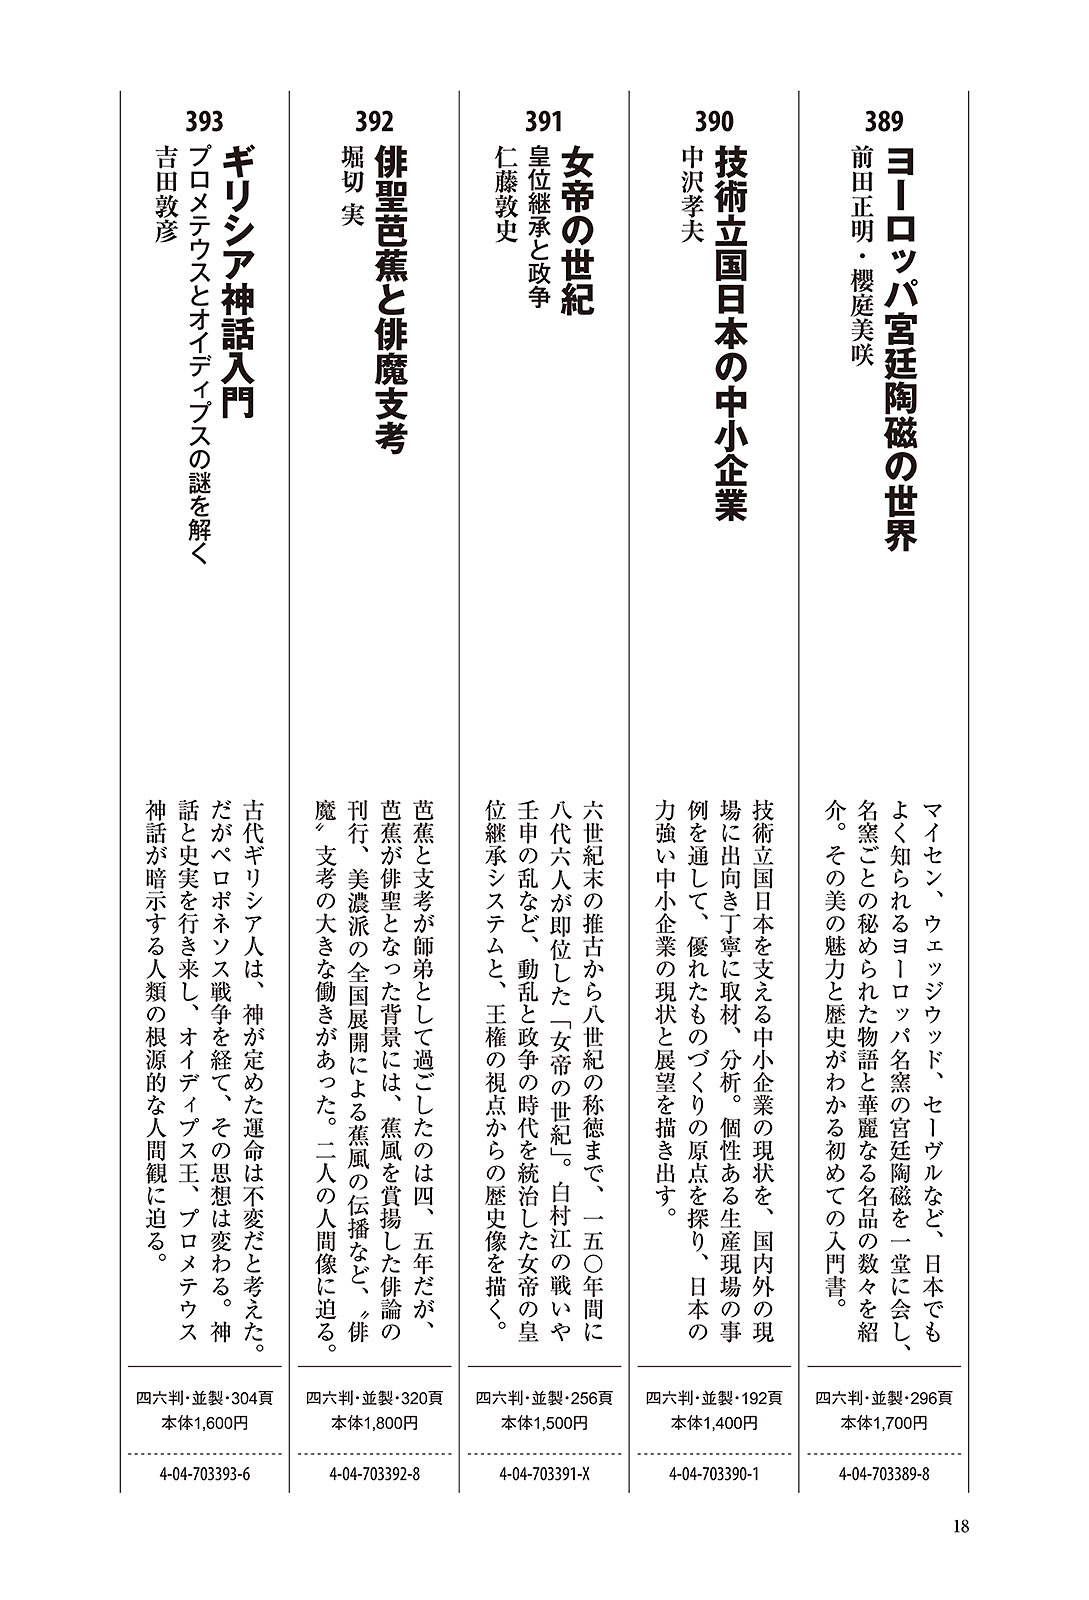 389
ヨーロッパ宮廷陶磁の世界
前田正明・櫻庭美咲
マイセン、ウェッジウッド、セーヴルなど、日本でも
よく知られるヨーロッパ名窯の宮廷陶磁を一堂に会し、
名窯ごとの秘められた物語と華麗なる名品の数々を紹
介。その美の魅力と歴史がわかる初めての入門書。
四六判・並製・296頁
本体1,700円
4-04-703389-8
390
技術立国日本の中小企業
中沢孝夫
技術立国日本を支える中小企業の現状を、国内外の現
場に出向き丁寧に取材、分析。個性ある生産現場の事
例を通して、優れたものづくりの原点を探り、日本の
力強い中小企業の現状と展望を描き出す。
四六判・並製・192頁
本体1,400円
4-04-703390-1
391
女帝の世紀
皇位継承と政争
仁藤敦史
六世紀末の推古から八世紀の称徳まで、一五〇年間に
八代六人が即位した「女帝の世紀」。白村江の戦いや
壬申の乱など、動乱と政争の時代を統治した女帝の皇
位継承システムと、王権の視点からの歴史像を描く。
四六判・並製・256頁
本体1,500円
4-04-703391-X
392
俳聖芭蕉と俳魔支考
堀切 実
芭蕉と支考が師弟として過ごしたのは四、五年だが、
芭蕉が俳聖となった背景には、蕉風を賞揚した俳論の
刊行、美濃派の全国展開による蕉風の伝播など、〝俳
魔〟支考の大きな働きがあった。二人の人間像に迫る。
四六判・並製・320頁
本体1,800円
4-04-703392-8
393
ギリシア神話入門
プロメテウスとオイディプスの謎を解く
吉田敦彦
古代ギリシア人は、神が定めた運命は不変だと考えた。
だがペロポネソス戦争を経て、その思想は変わる。神
話と史実を行き来し、オイディプス王、プロメテウス
神話が暗示する人類の根源的な人間観に迫る。
四六判・並製・304頁
本体1,600円
4-04-703393-6
18